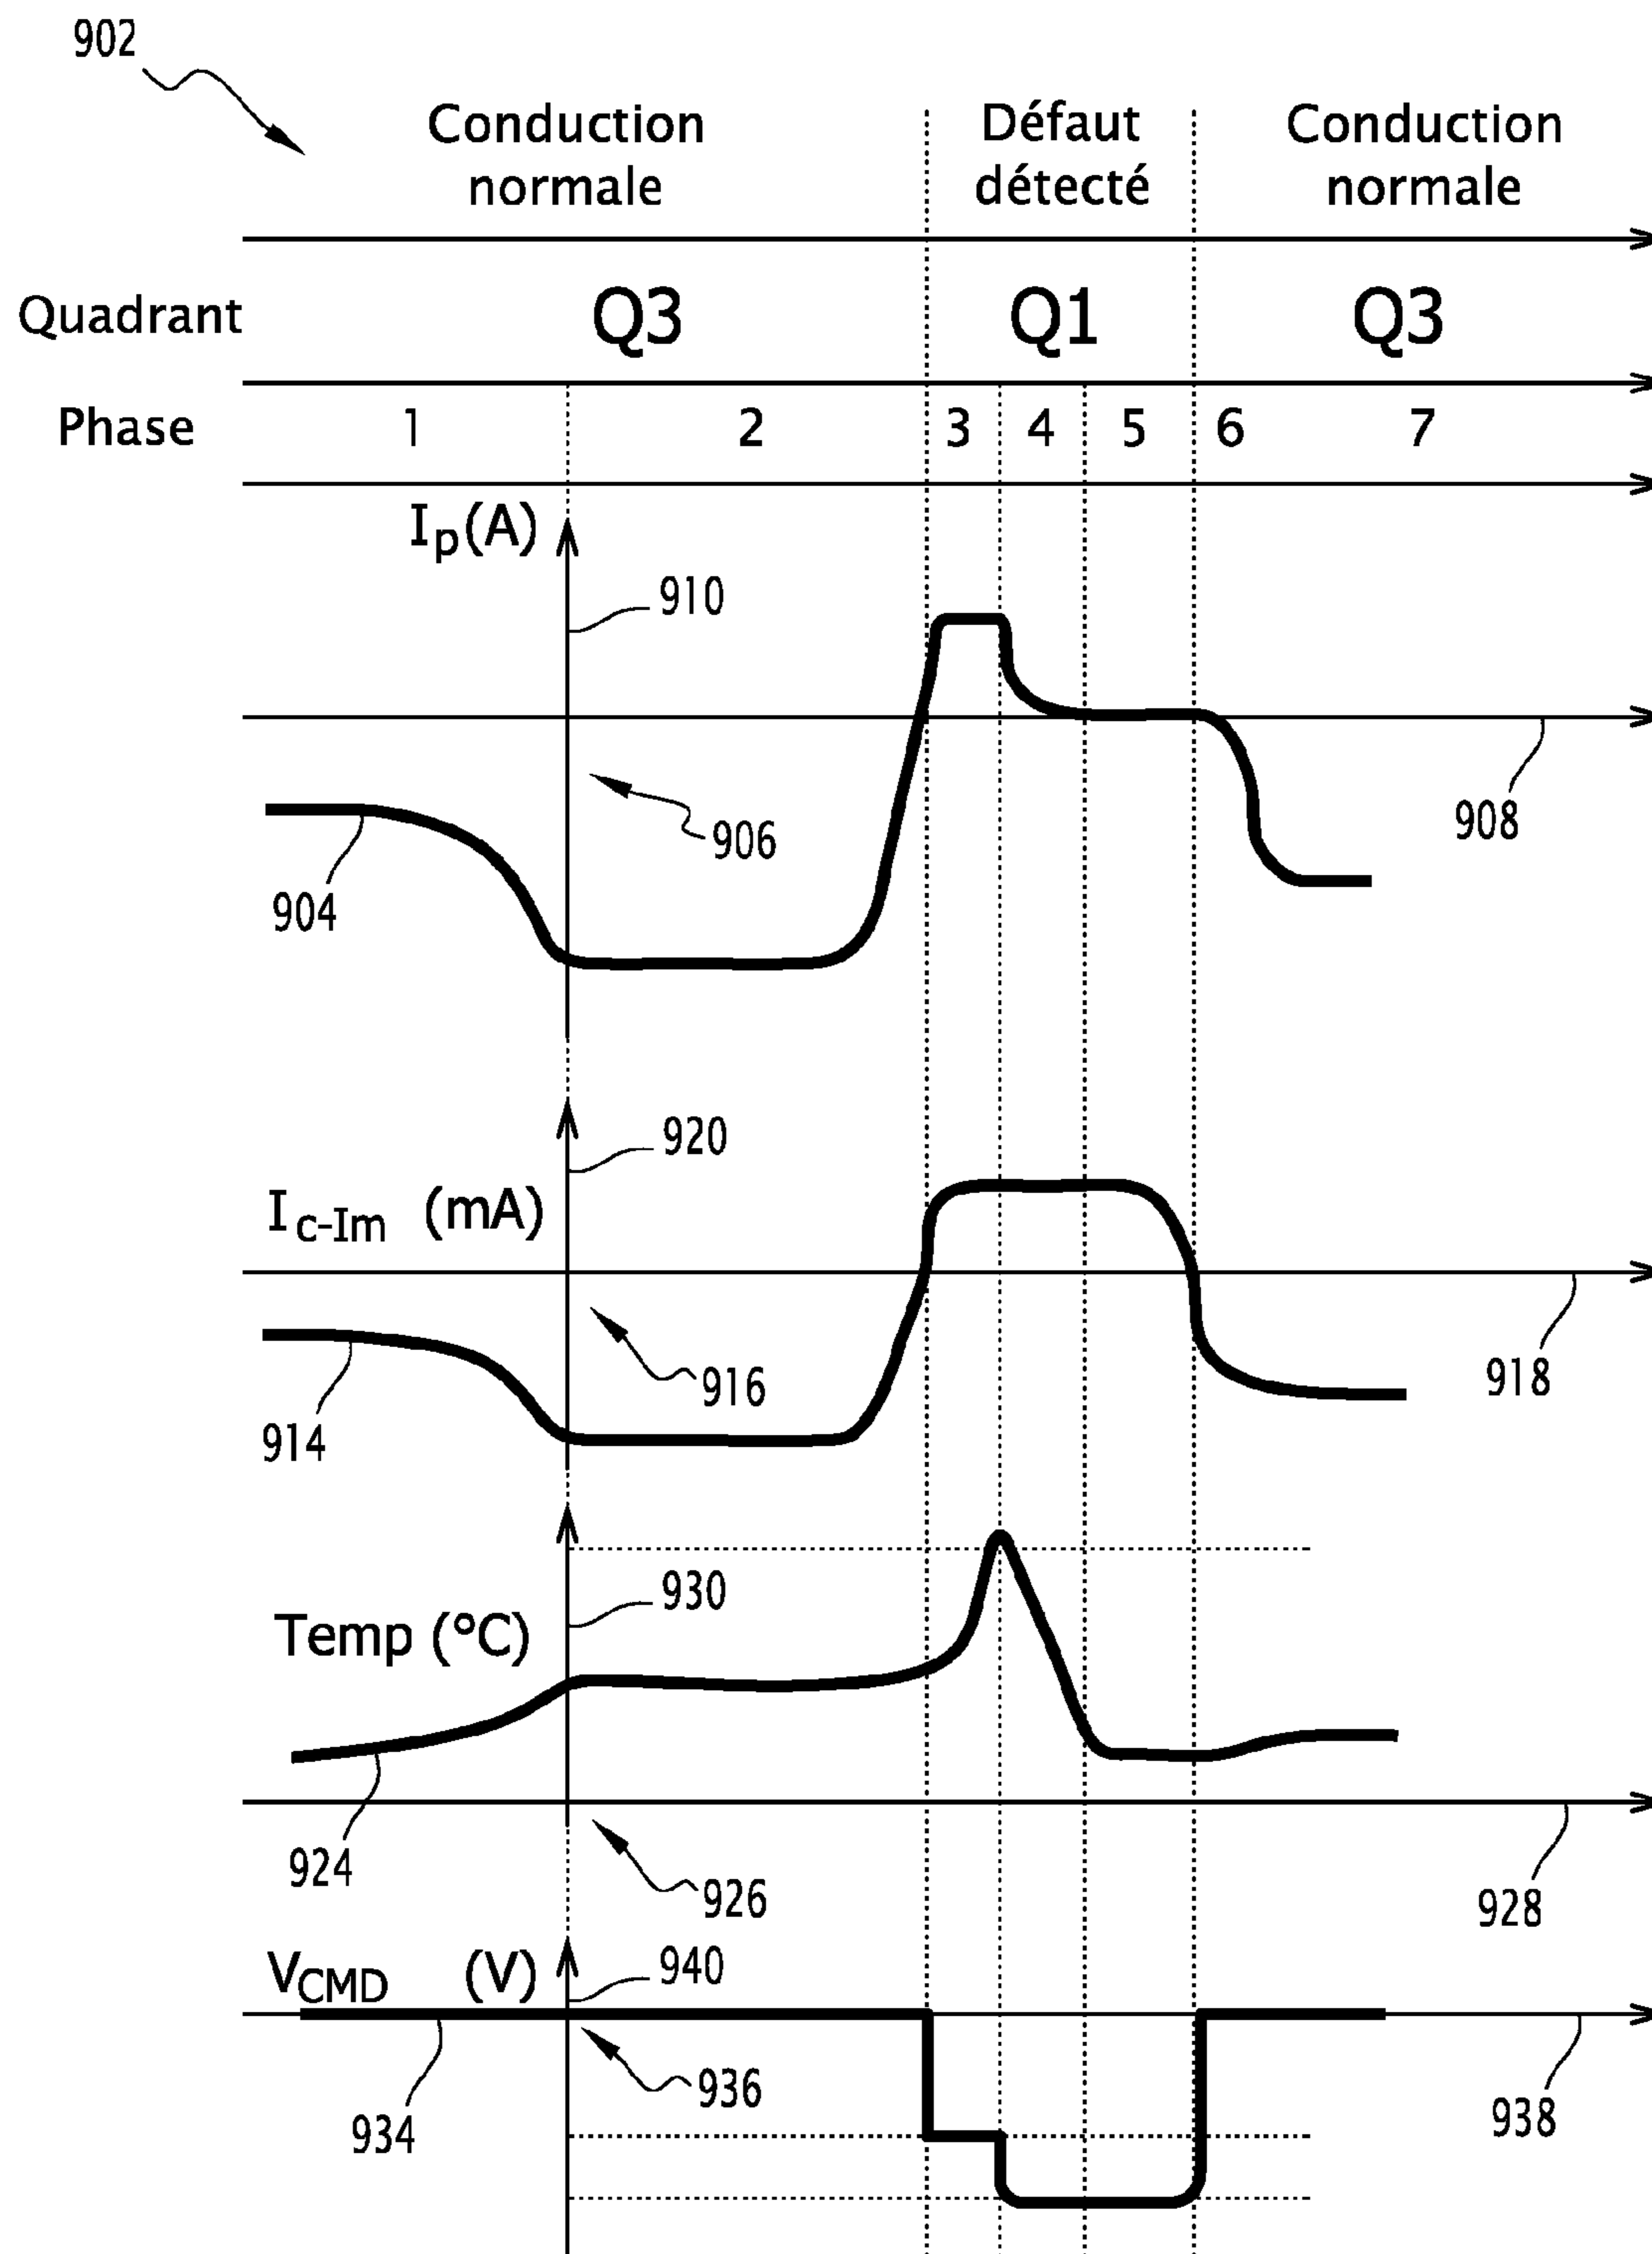 902
Conduction normale
Défaut détecté
Conduction normale
Quadrant Q3 Q1 Q3
Phase 1 2 3 4 5 6 7
Ip(A)
910
906
908
904
920
Ic-Im (mA)
916
918
914
930
Temp (°C)
924
926
928
VCMD (V)
940
936
934
938